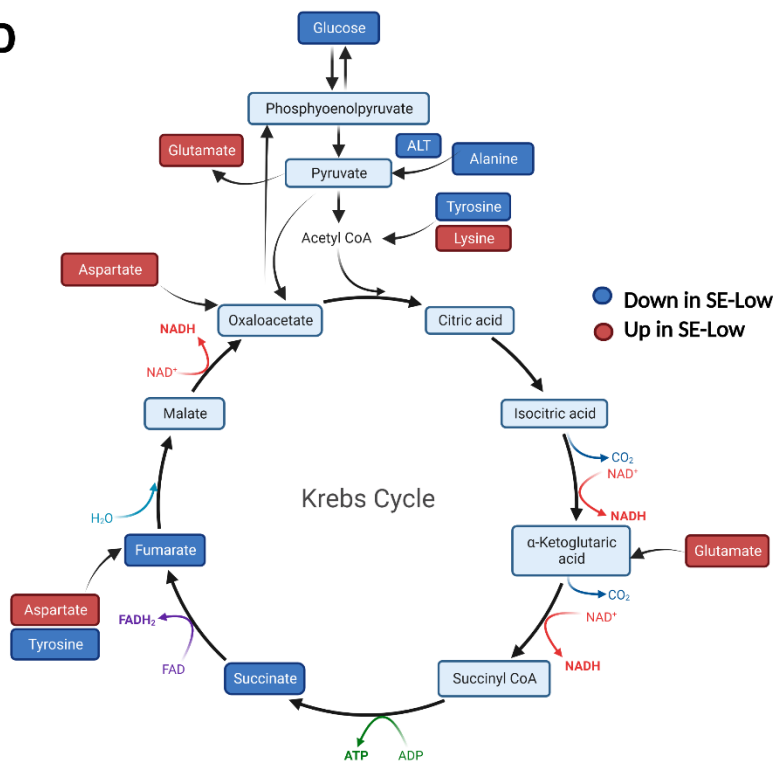 b
Glucose
Phosphyoenolpyruvate
Glutamate
ALT
Alanine
Pyruvate
Tyrosine
Lysine
Acetyl CoA
Aspartate
Oxaloacetate
Citric acid
Down in SE-Low
Up in SE-Low
NADH
NAD⁺
Malate
Isocitric acid
CO₂
NAD⁺
NADH
Krebs Cycle
H₂O
Fumarate
α-Ketoglutaric
acid
Glutamate
Aspartate
Tyrosine
FADH₂
FAD
CO₂
NAD⁺
NADH
Succinate
Succinyl CoA
ATP
ADP